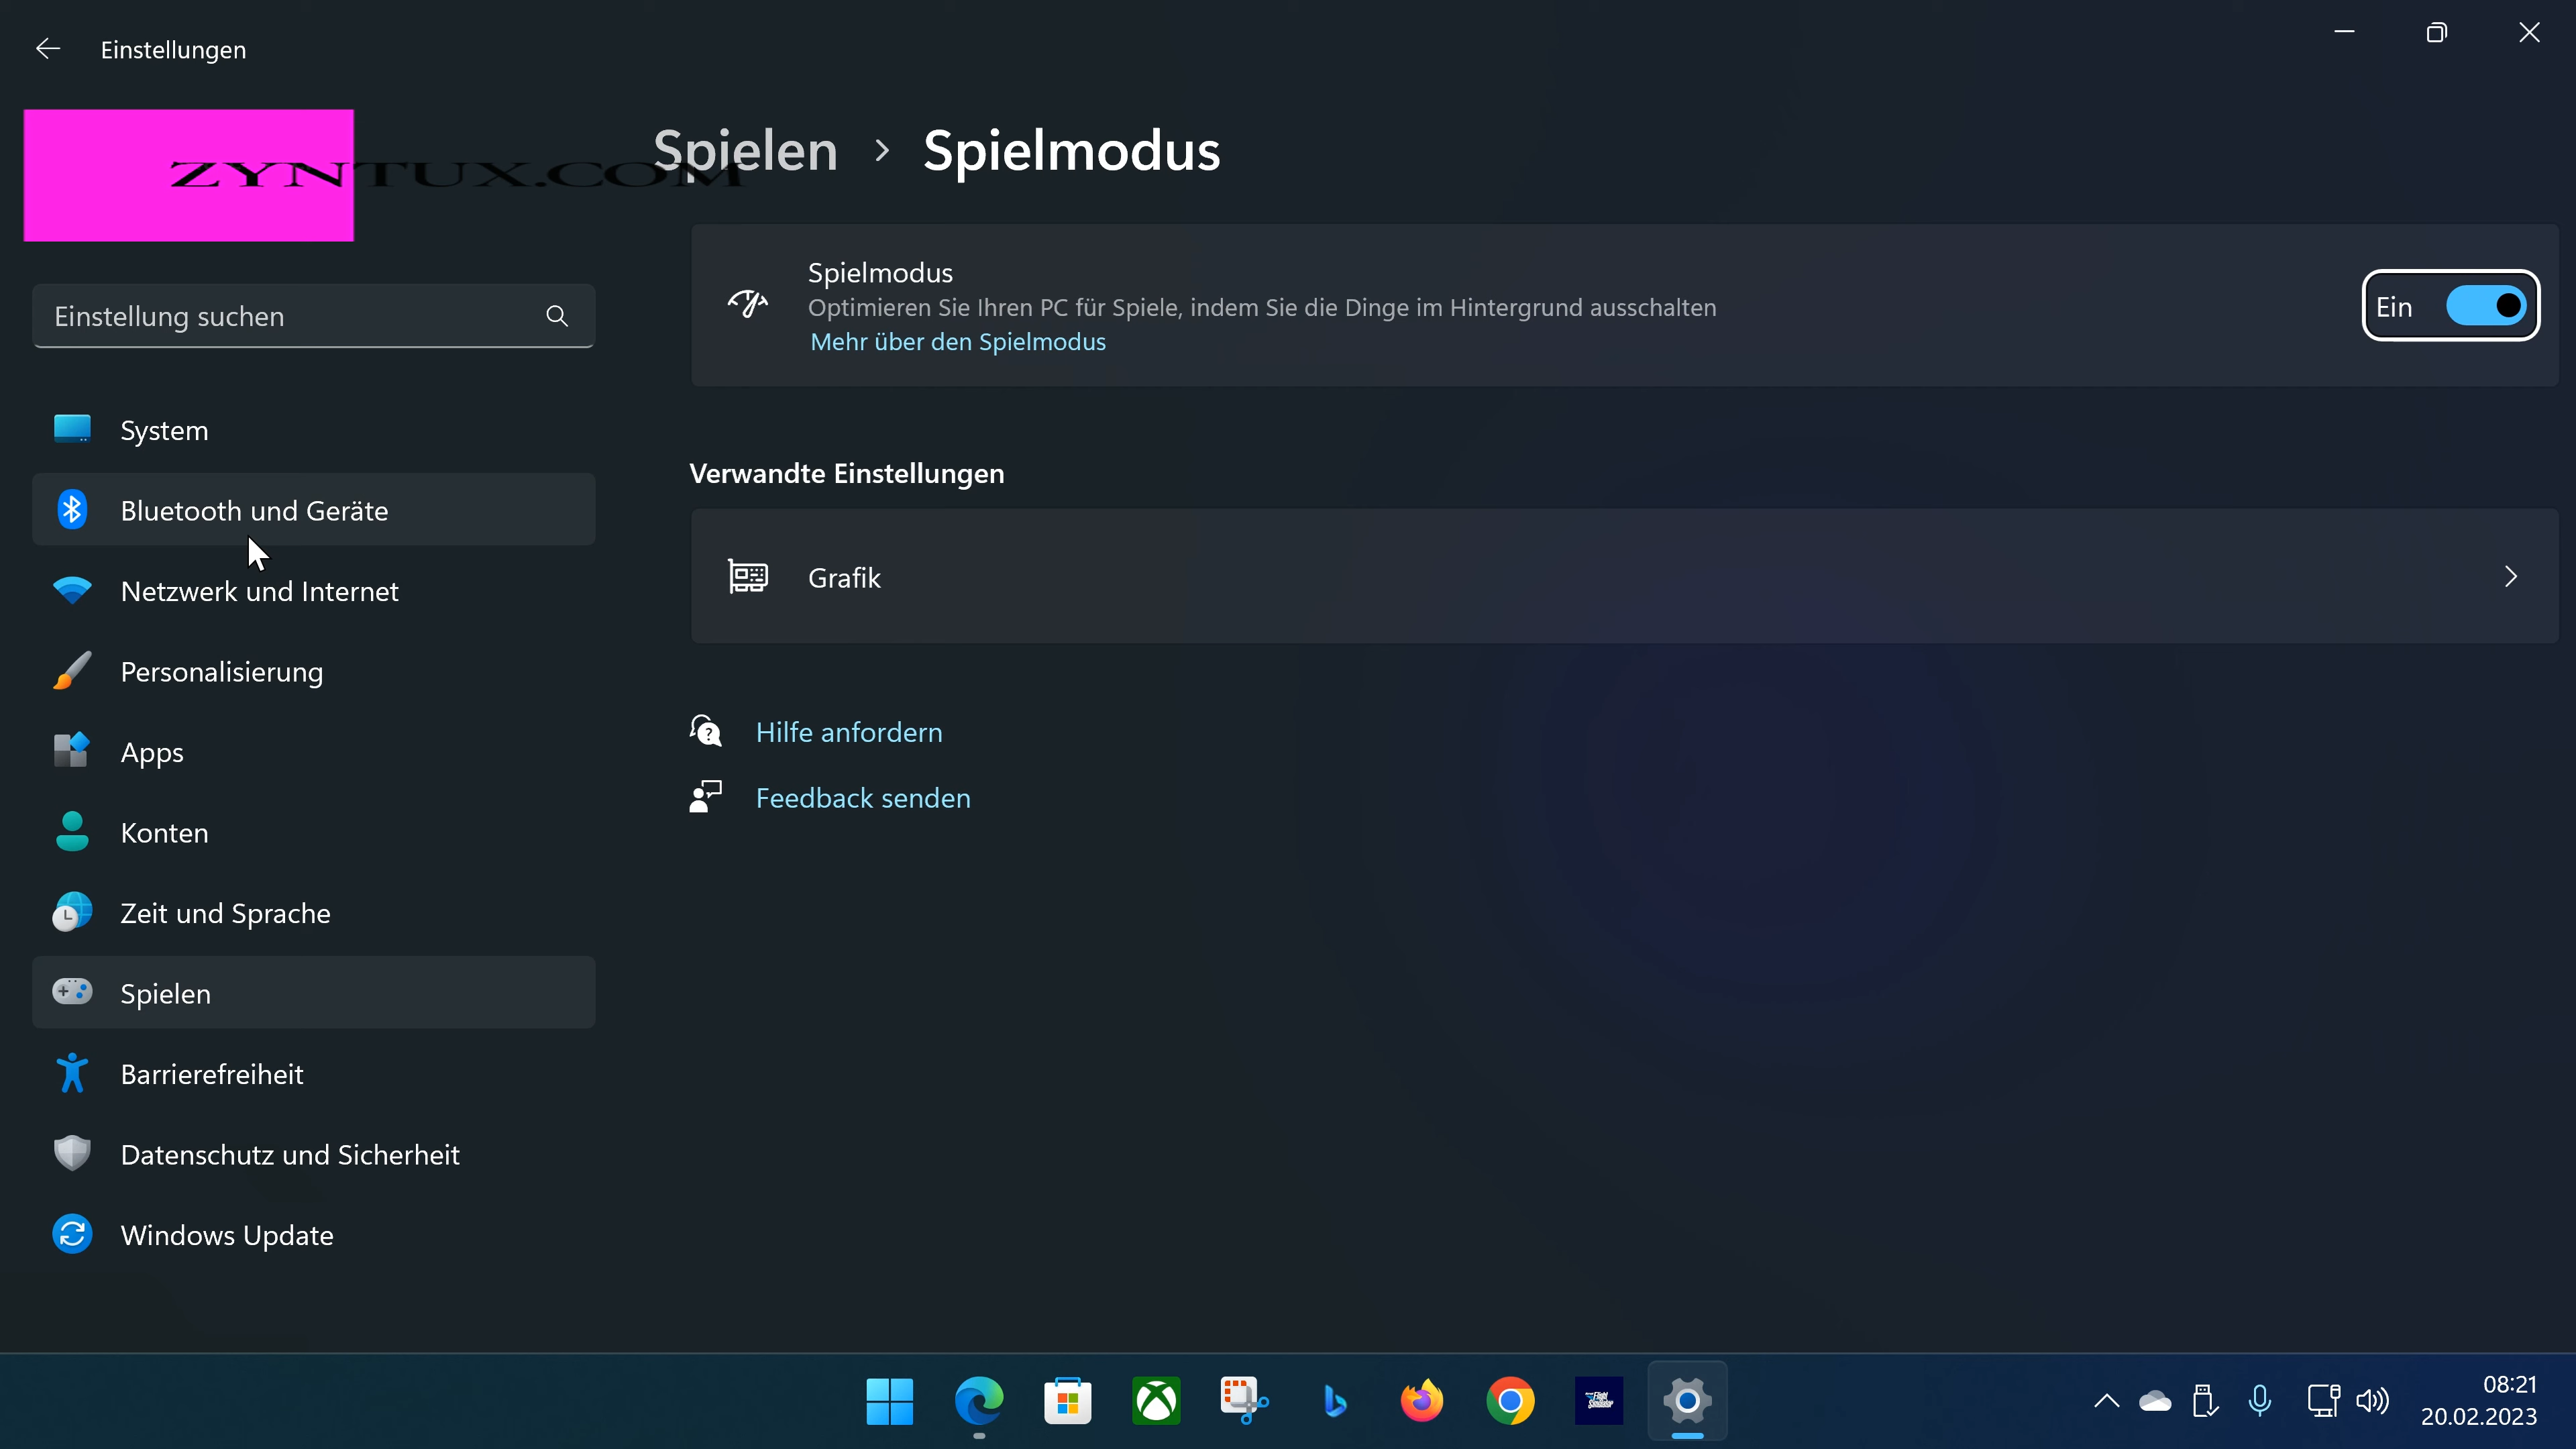 Einstellungen
ZYNTUX.COM
Spielen > Spielmodus
Einstellung suchen
System
Bluetooth und Geräte
Netzwerk und Internet
Personalisierung
Apps
Konten
Zeit und Sprache
Spielen
Barrierefreiheit
Datenschutz und Sicherheit
Windows Update
Spielmodus
Optimieren Sie Ihren PC für Spiele, indem Sie die Dinge im Hintergrund ausschalten
Mehr über den Spielmodus
Ein
Verwandte Einstellungen
Grafik
Hilfe anfordern
Feedback senden
Flight
Simulator
08:21
20.02.2023